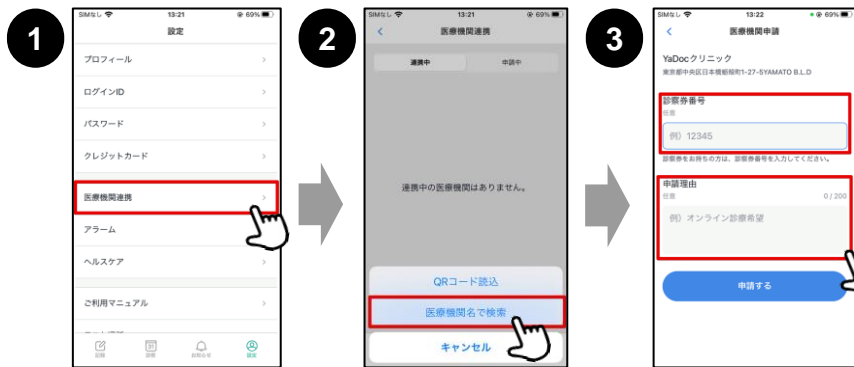 1
SIMなし 13:21 69%
設定
プロフィール
ログインID
パスワード
クレジットカード
医療機関連携
アラーム
ヘルスケア
ご利用マニュアル
記録 診察 お知らせ 設定
2
SIMなし 13:21 69%
医療機関連携
連携中 申請中
連携中の医療機関はありません。
QRコード読込
医療機関名で検索
キャンセル
3
SIMなし 13:22 69%
医療機関申請
YaDocクリニック
東京都中央区日本橋蛎殻町1-27-5YAMATO B.L.D
診察券番号
任意
例）12345
診察券をお持ちの方は、診察券番号を入力してください。
申請理由
任意 0 / 200
例）オンライン診療希望
申請する